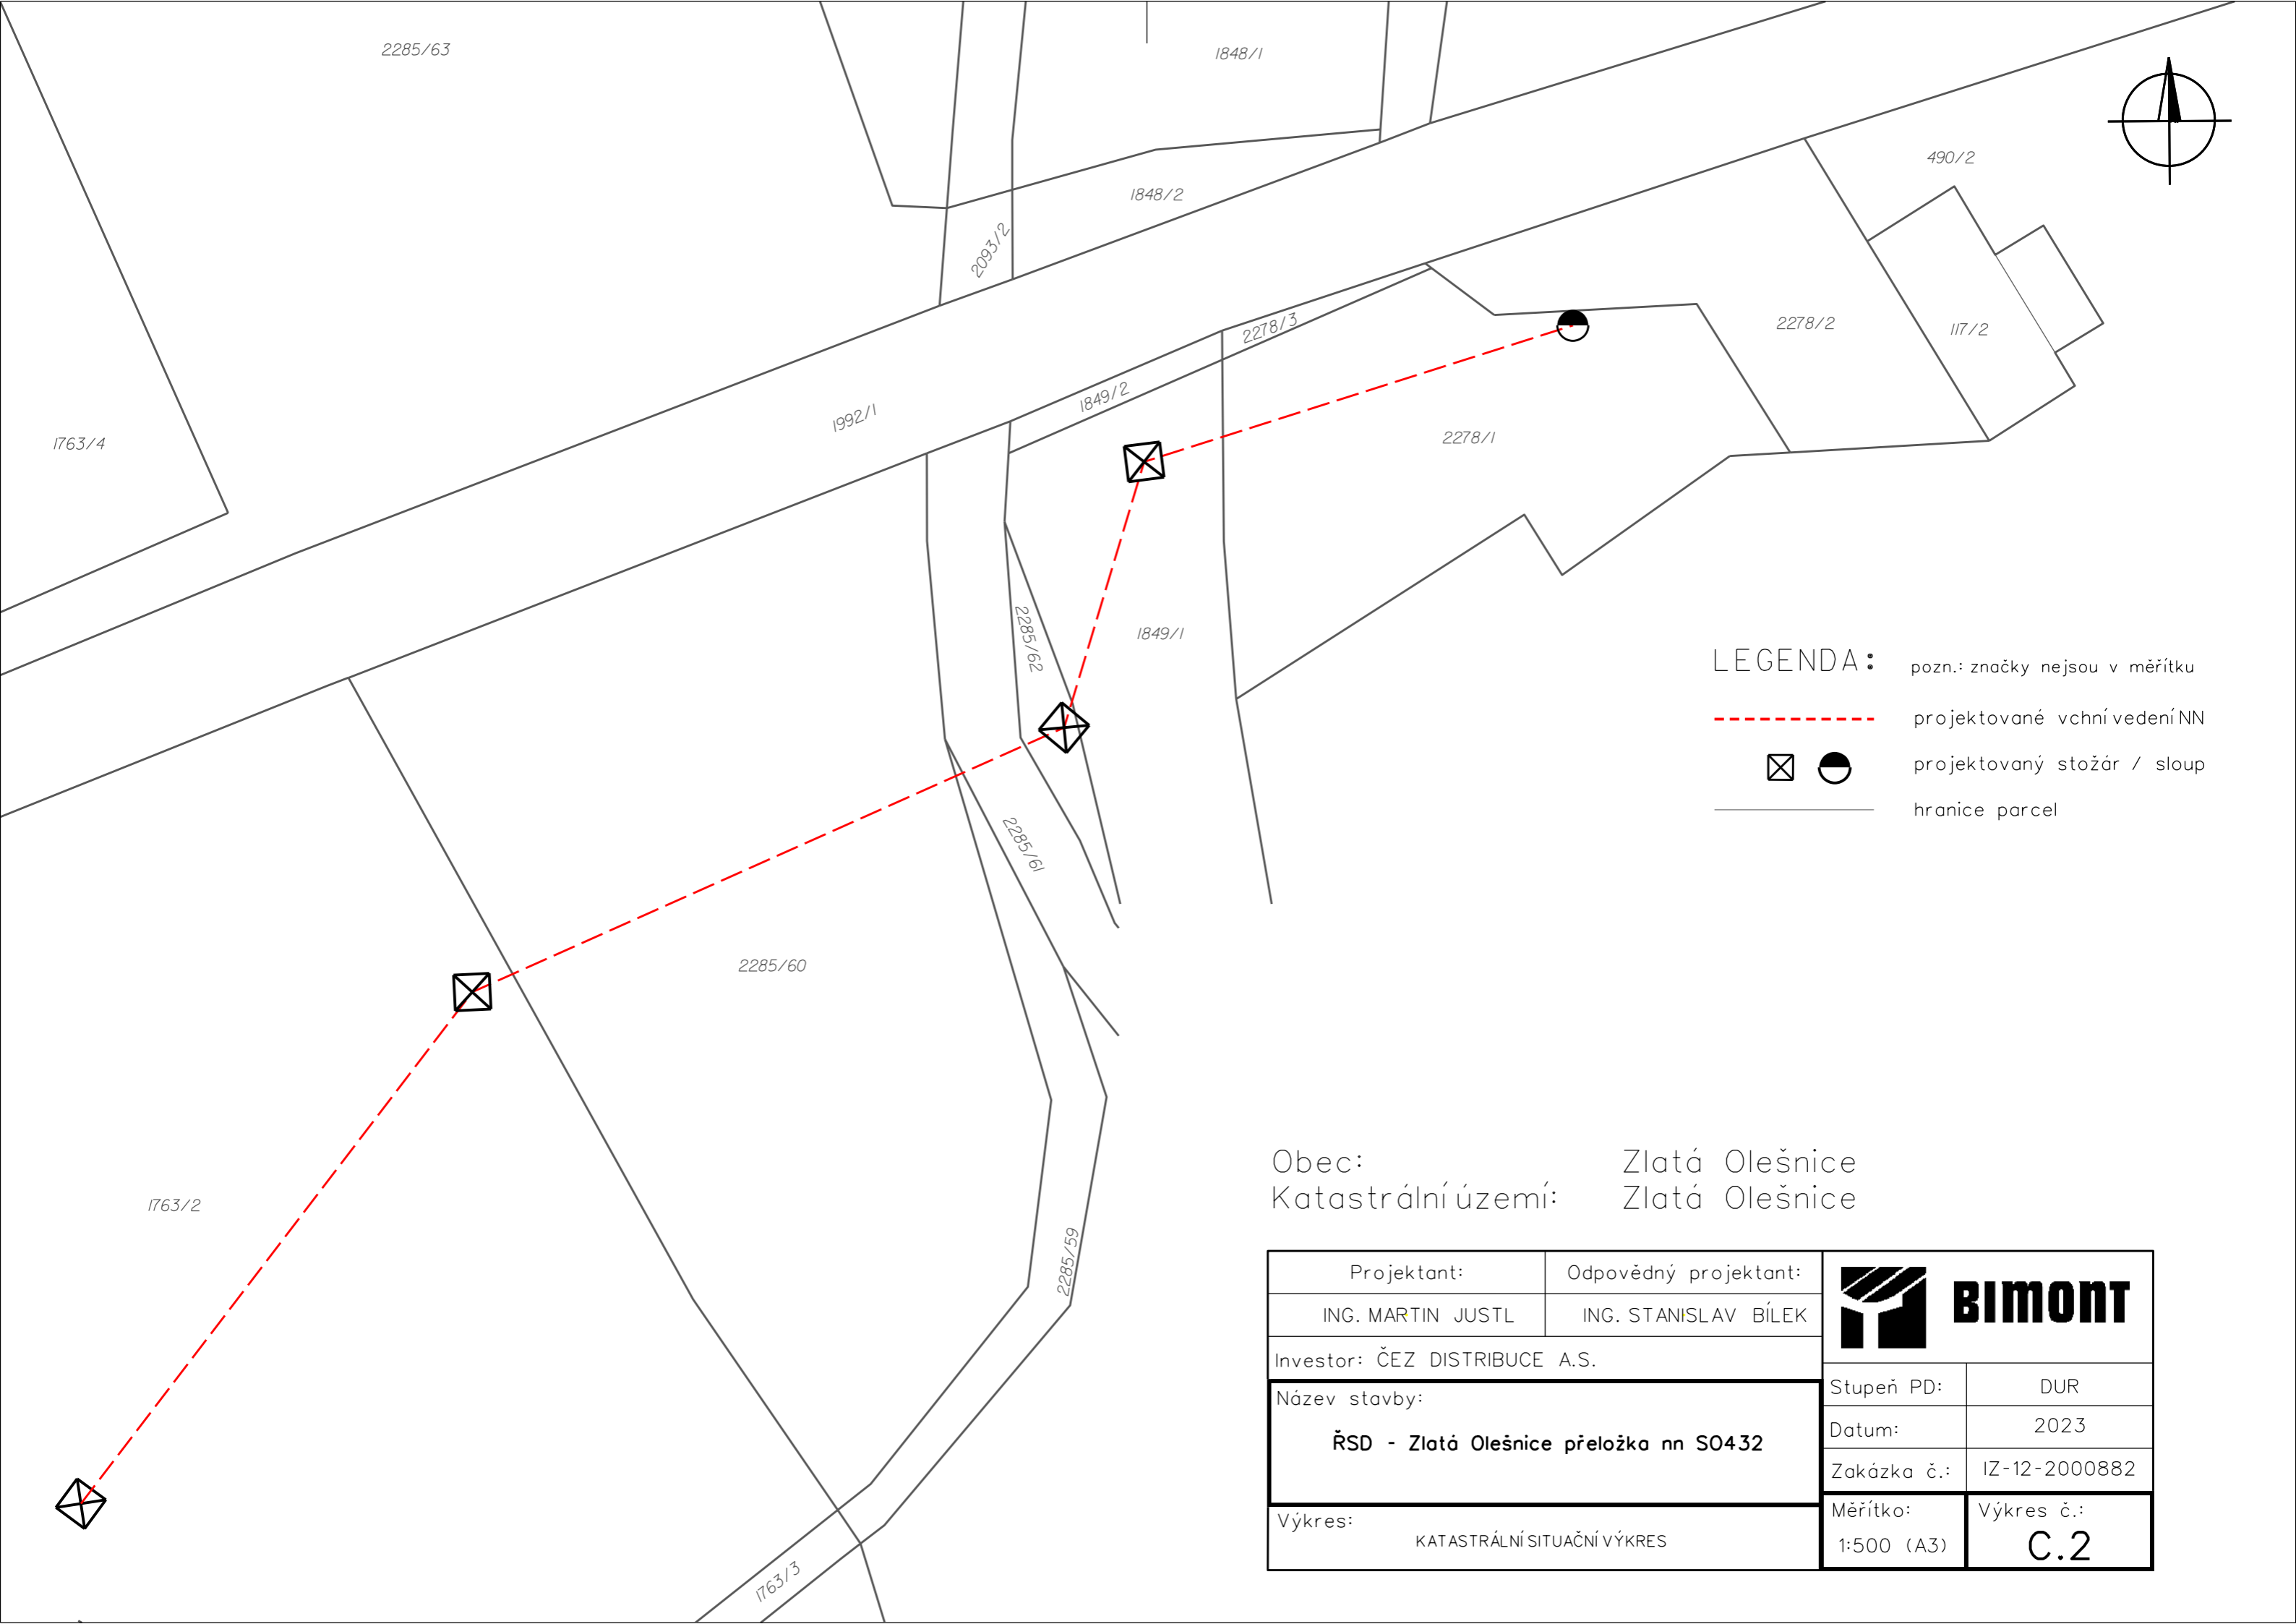 2285/63
1848/1
490/2
1848/2
2093/2
2278/3
2278/2
117/2
1849/2
1992/1
1763/4
2278/1
2285/62
1849/1
LEGENDA: pozn.: značky nejsou v měřítku
projektované vchní vedení NN
projektovaný stožár / sloup
hranice parcel
2285/61
2285/60
1763/2
2285/59
1763/3
Obec: Zlatá Olešnice
Katastrální území: Zlatá Olešnice
Projektant: Odpovědný projektant:
ING. MARTIN JUSTL ING. STANISLAV BÍLEK
BIMONT
Investor: ČEZ DISTRIBUCE A.S.
Stupeň PD: DUR
Název stavby:
ŘSD - Zlatá Olešnice přeložka nn SO432
Datum: 2023
Zakázka č.: IZ-12-2000882
Výkres:
KATASTRÁLNÍ SITUAČNÍ VÝKRES
Měřítko:
1:500 (A3)
Výkres č.:
C.2